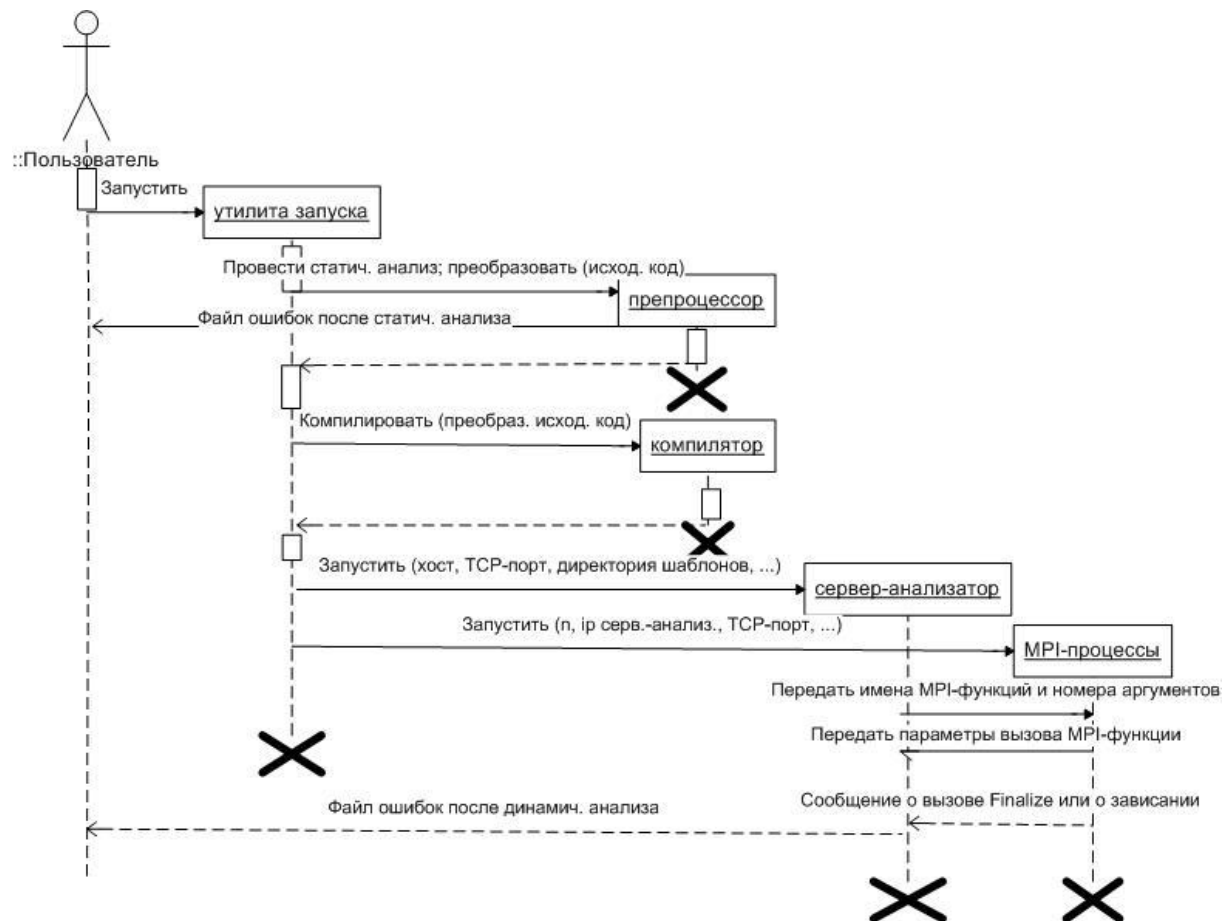 ::Пользователь
Запустить
утилита запуска
Провести статич. анализ; преобразовать (исход. код)
препроцессор
Файл ошибок после статич. анализа
Компилировать (преобраз. исход. код)
компилятор
Запустить (хост, TCP-порт, директория шаблонов, ...)
сервер-анализатор
Запустить (n, ip серв.-анализ., TCP-порт, ...)
MPI-процессы
Передать имена MPI-функций и номера аргументов
Передать параметры вызова MPI-функции
Сообщение о вызове Finalize или о зависании
Файл ошибок после динамич. анализа